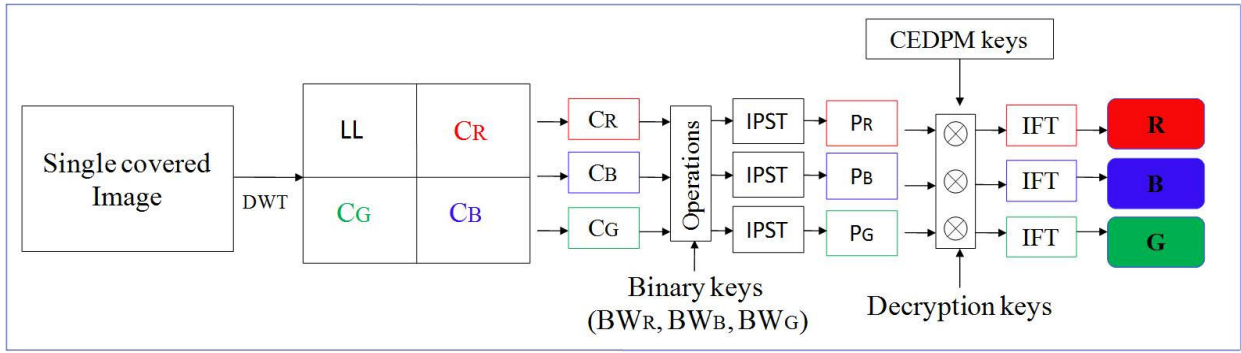 CEDPM keys
Single covered
Image
DWT
LL
CR
CG
CB
CR
CB
CG
Operations
Binary keys
(BWR, BWB, BWG)
IPST
IPST
IPST
PR
PB
PG
Decryption keys
IFT
IFT
IFT
R
B
G